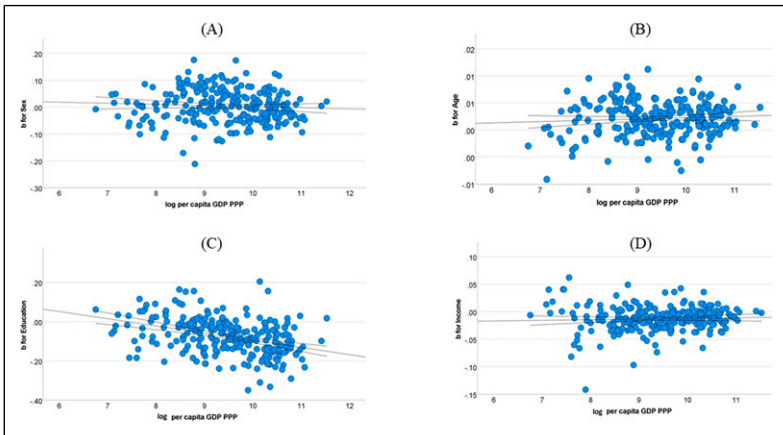 (A)
b for Sex
.20
.10
.00
-.10
-.20
-.30
6 7 8 9 10 11 12
log per capita GDP PPP
(B)
b for Age
.02
.01
.01
.00
.00
-.01
6 7 8 9 10 11
log per capita GDP PPP
(C)
b for Education
.20
.00
-.20
-.40
6 7 8 9 10 11 12
log per capita GDP PPP
(D)
b for Income
.10
.05
.00
-.05
-.10
-.15
6 7 8 9 10 11
log per capita GDP PPP